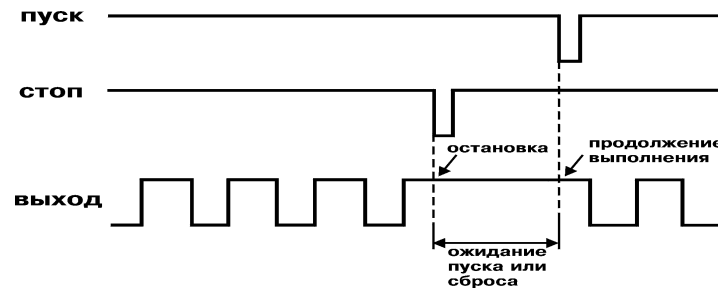 пуск
стоп
остановка
продолжение
выполнения
выход
ожидание
пуска или
сброса